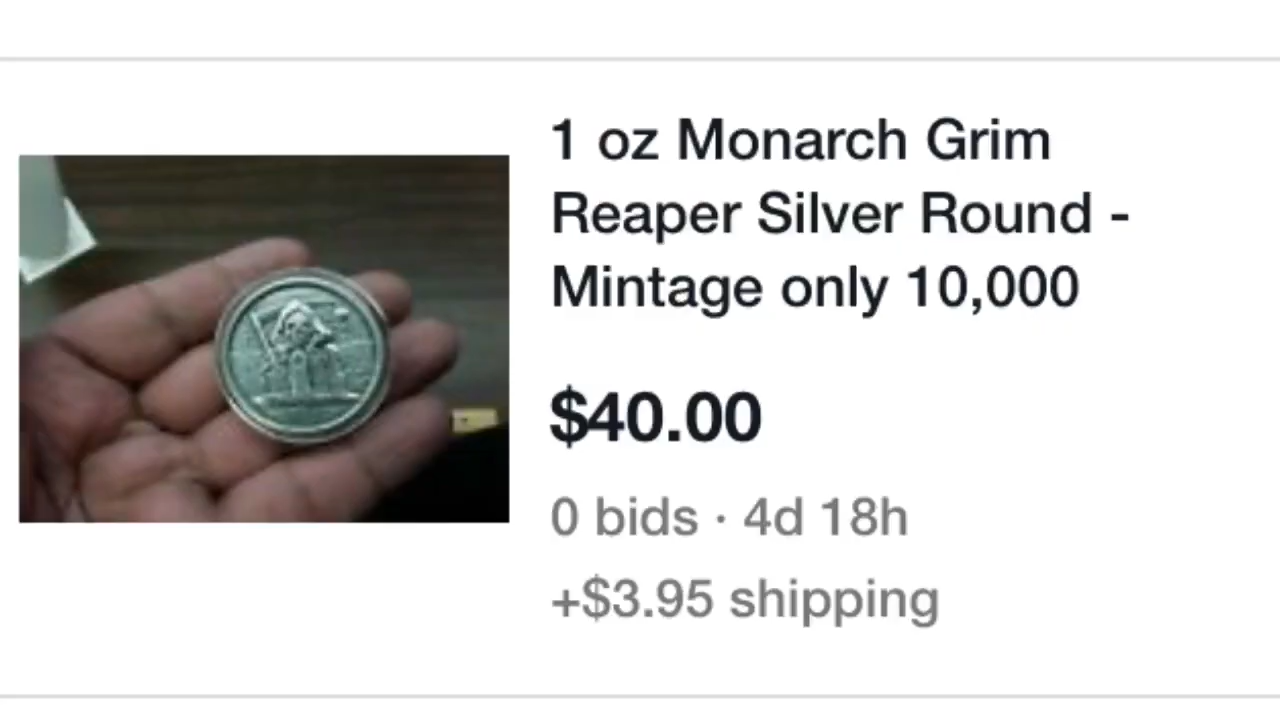 1 oz Monarch Grim
Reaper Silver Round -
Mintage only 10,000
$40.00
0 bids · 4d 18h
+$3.95 shipping